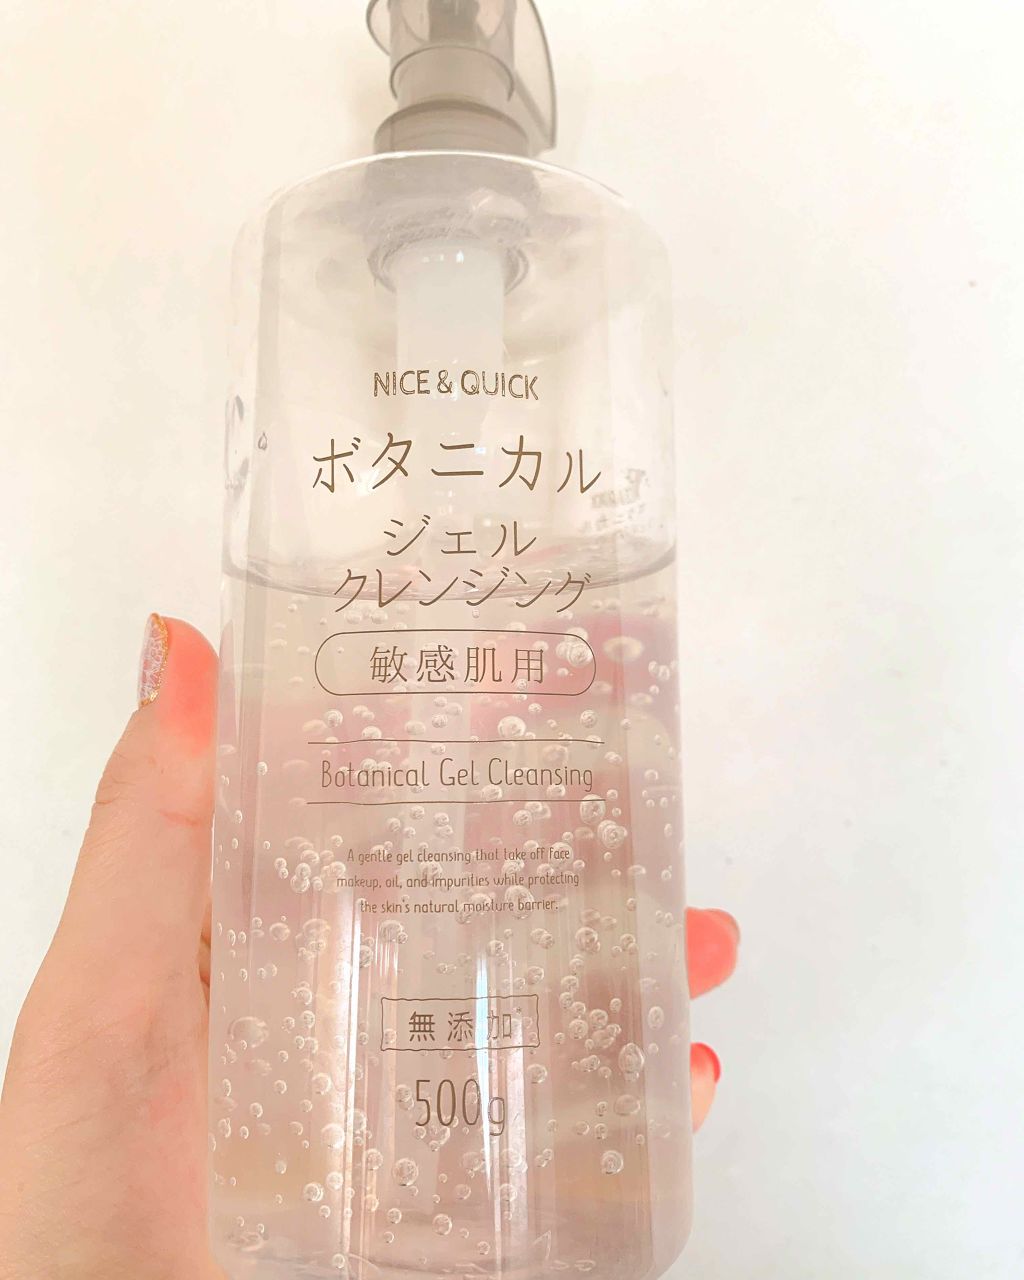 NICE & QUICK
ボタニカル
ジェル
クレンジング
敏感肌用
Botanical Gel Cleansing
A gentle gel cleansing that take off face
makeup, oil, and impurities while protecting
the skin's natural moisture barrier.
無添加*
500g